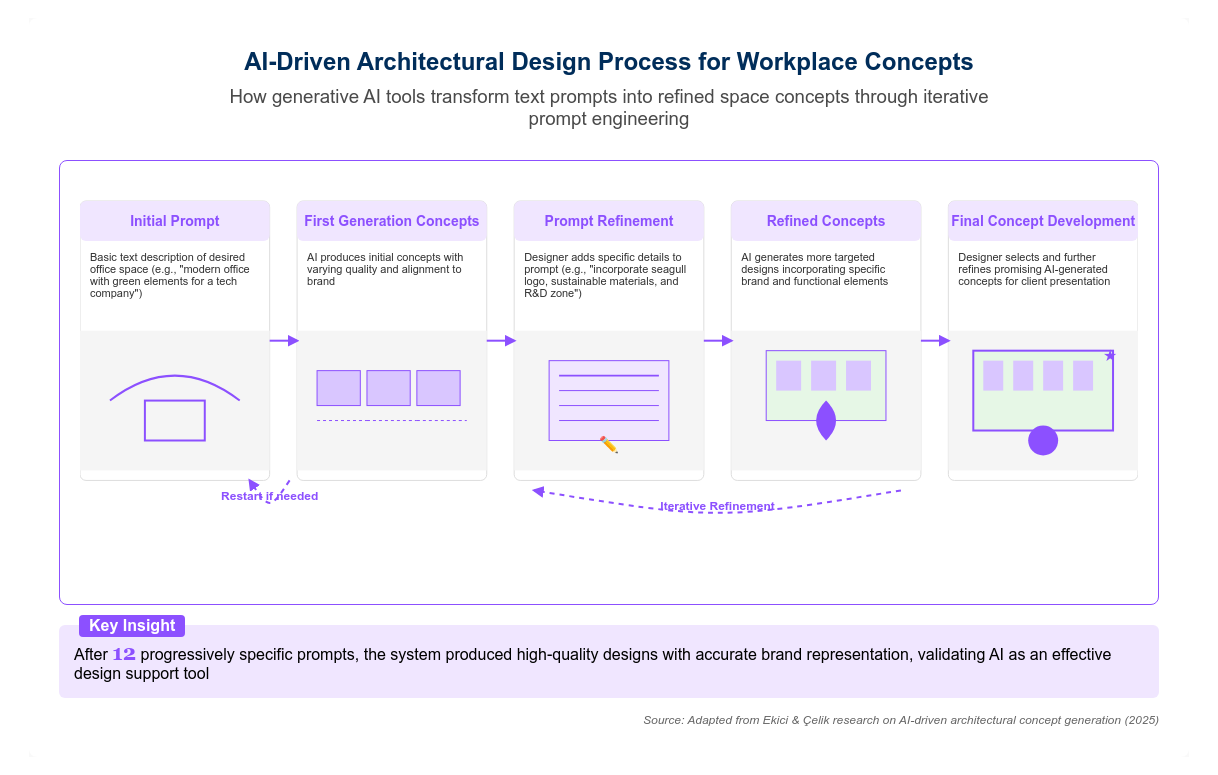 AI-Driven Architectural Design Process for Workplace Concepts
How generative AI tools transform text prompts into refined space concepts through iterative
prompt engineering
Initial Prompt
Basic text description of desired
office space (e.g., "modern office
with green elements for a tech
company")
First Generation Concepts
AI produces initial concepts with
varying quality and alignment to
brand
Prompt Refinement
Designer adds specific details to
prompt (e.g., "incorporate seagull
logo, sustainable materials, and
R&D zone")
Refined Concepts
AI generates more targeted
designs incorporating specific
brand and functional elements
Final Concept Development
Designer selects and further
refines promising AI-generated
concepts for client presentation
Restart if needed
Iterative Refinement
Key Insight
After 12 progressively specific prompts, the system produced high-quality designs with accurate brand representation, validating AI as an effective
design support tool
Source: Adapted from Ekici & Çelik research on AI-driven architectural concept generation (2025)